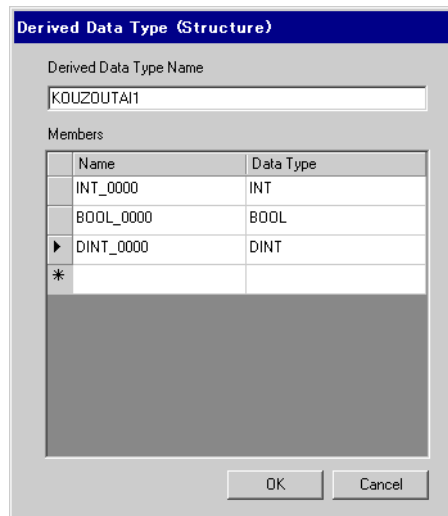 Derived Data Type (Structure)
Derived Data Type Name
KOUZOUTAI1
Members
Name Data Type
INT_0000 INT
BOOL_0000 BOOL
DINT_0000 DINT
OK Cancel